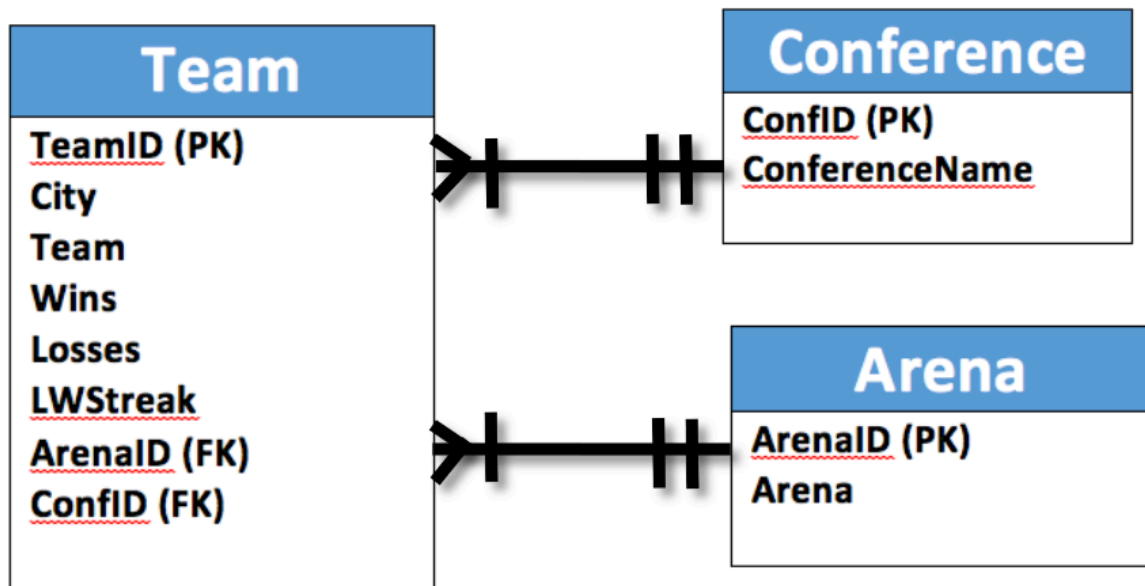 Team
TeamID (PK)
City
Team
Wins
Losses
LWStreak
ArenaID (FK)
ConfID (FK)
Conference
ConfID (PK)
ConferenceName
Arena
ArenaID (PK)
Arena